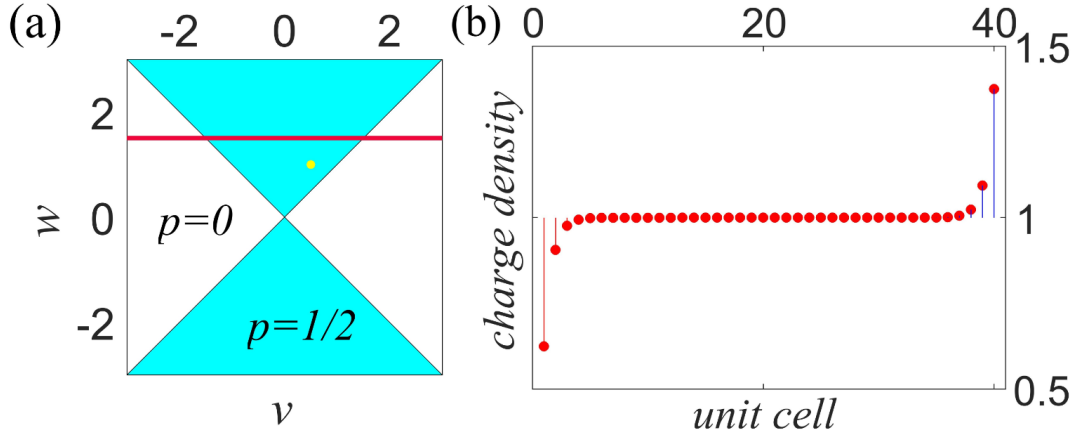 (a)
-2 0 2
2
0
-2
w
p=0
p=1/2
v
(b)
0 20 40
1.5
1
0.5
charge density
unit cell